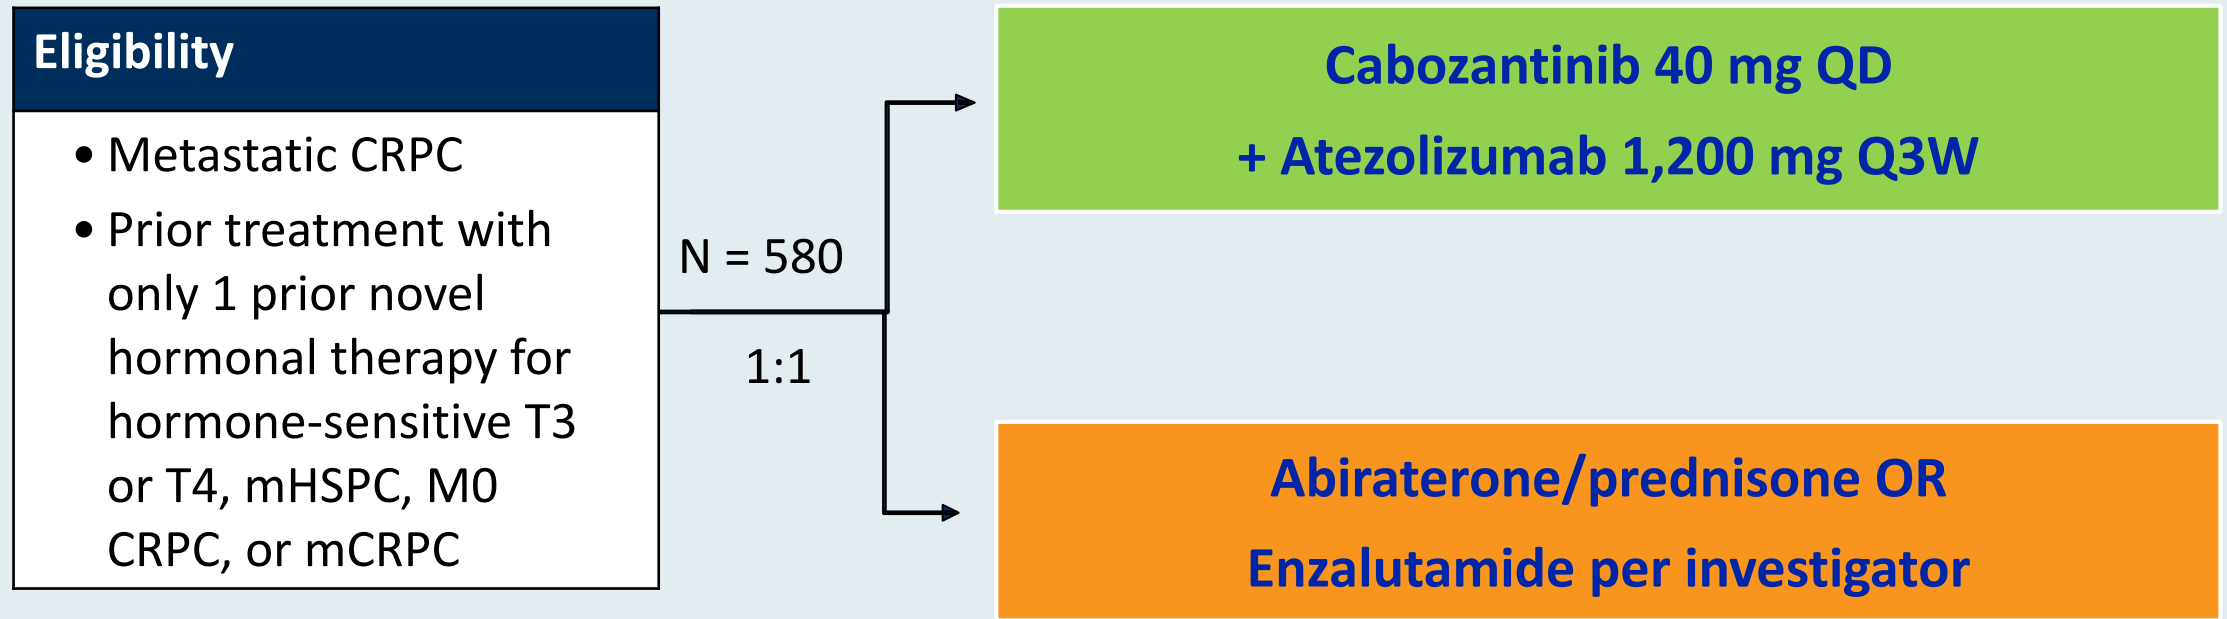 Eligibility
• Metastatic CRPC
• Prior treatment with
only 1 prior novel
hormonal therapy for
hormone-sensitive T3
or T4, mHSPC, M0
CRPC, or mCRPC
N = 580
1:1
Cabozantinib 40 mg QD
+ Atezolizumab 1,200 mg Q3W
Abiraterone/prednisone OR
Enzalutamide per investigator